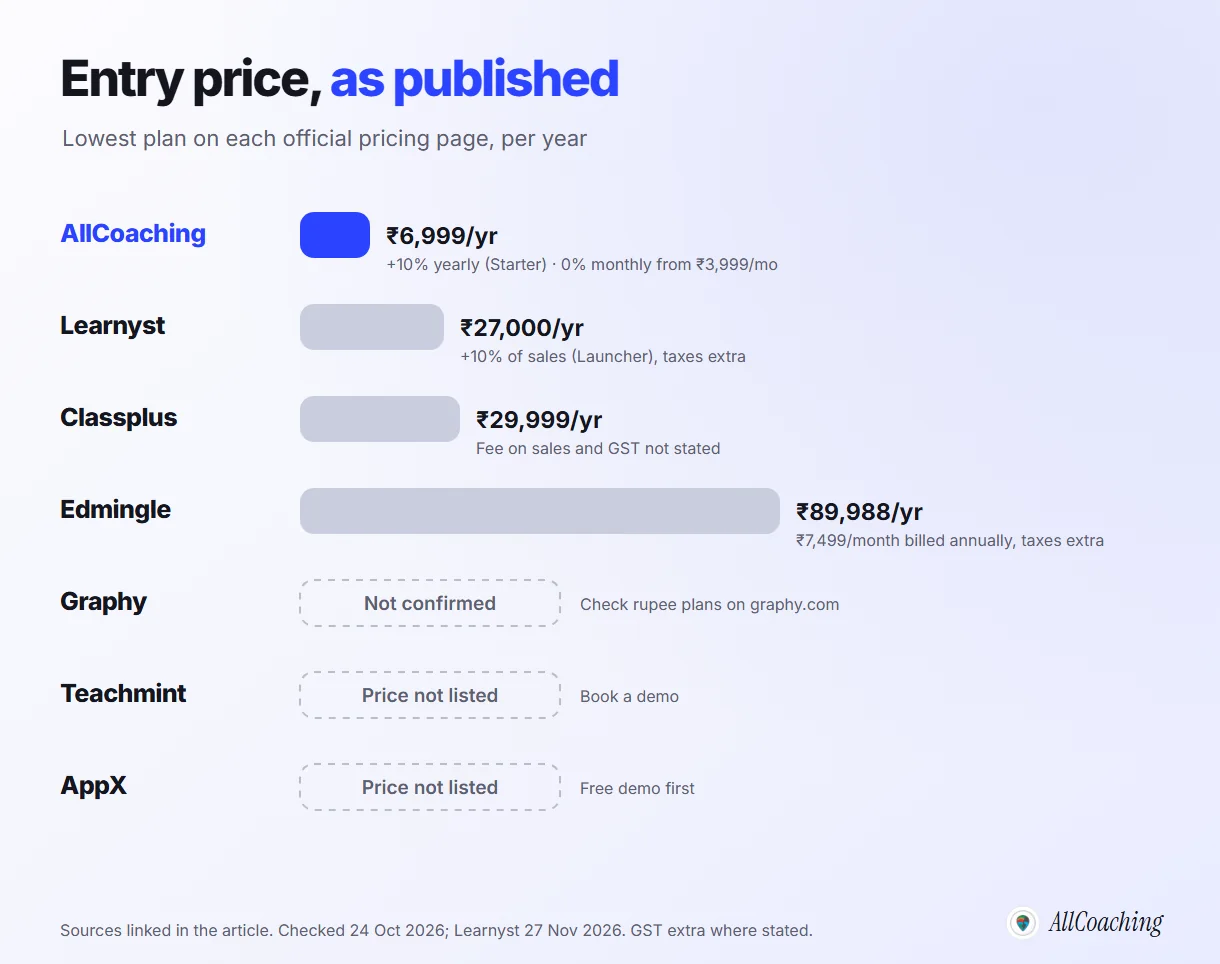 Entry price, as published
Lowest plan on each official pricing page, per year
AllCoaching
₹6,999/yr
+10% yearly (Starter) · 0% monthly from ₹3,999/mo
Learnyst
₹27,000/yr
+10% of sales (Launcher), taxes extra
Classplus
₹29,999/yr
Fee on sales and GST not stated
Edmingle
₹89,988/yr
₹7,499/month billed annually, taxes extra
Graphy
Not confirmed
Check rupee plans on graphy.com
Teachmint
Price not listed
Book a demo
AppX
Price not listed
Free demo first
Sources linked in the article. Checked 24 Oct 2026; Learnyst 27 Nov 2026. GST extra where stated.
AllCoaching